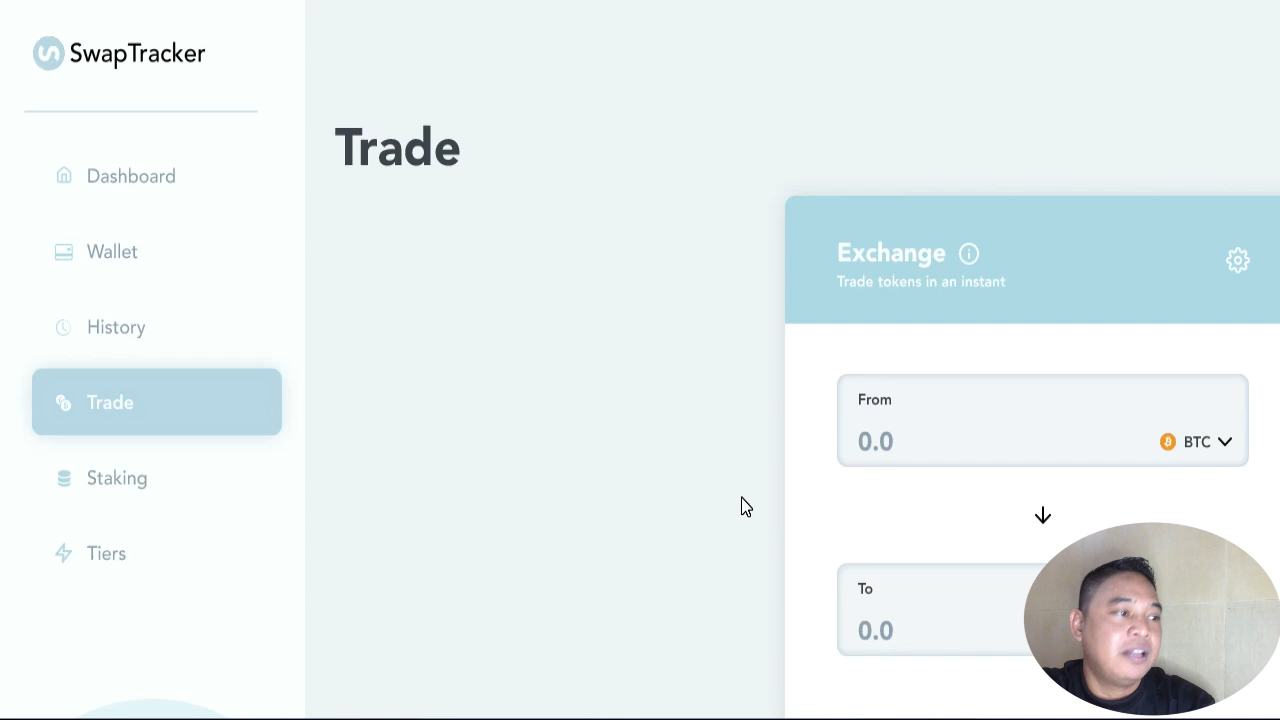 SwapTracker
Dashboard
Wallet
History
Trade
Staking
Tiers
Trade
Exchange
Trade tokens in an instant
From
0.0
BTC
To
0.0